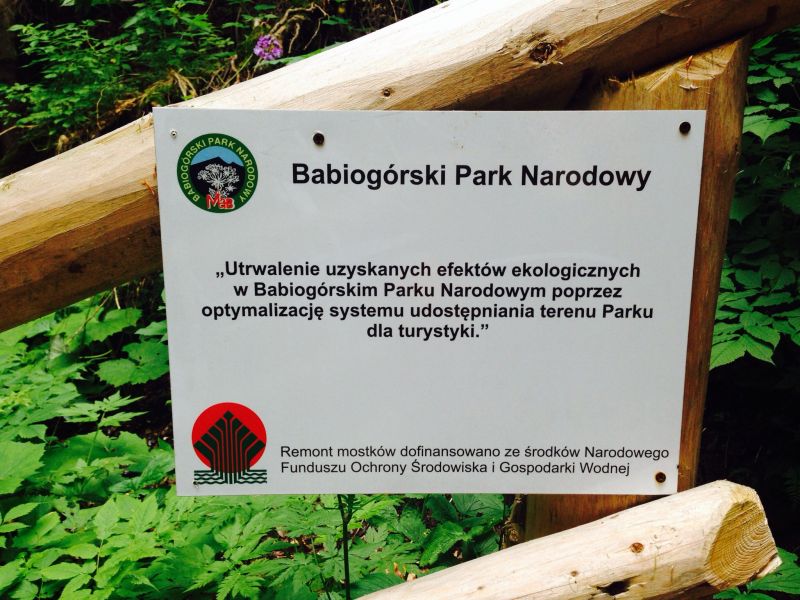 BABIOGÓRSKI PARK NARODOWY
MaB
Babiogórski Park Narodowy
„Utrwalenie uzyskanych efektów ekologicznych
w Babiogórskim Parku Narodowym poprzez
optymalizację systemu udostępniania terenu Parku
dla turystyki.”
Remont mostków dofinansowano ze środków Narodowego
Funduszu Ochrony Środowiska i Gospodarki Wodnej